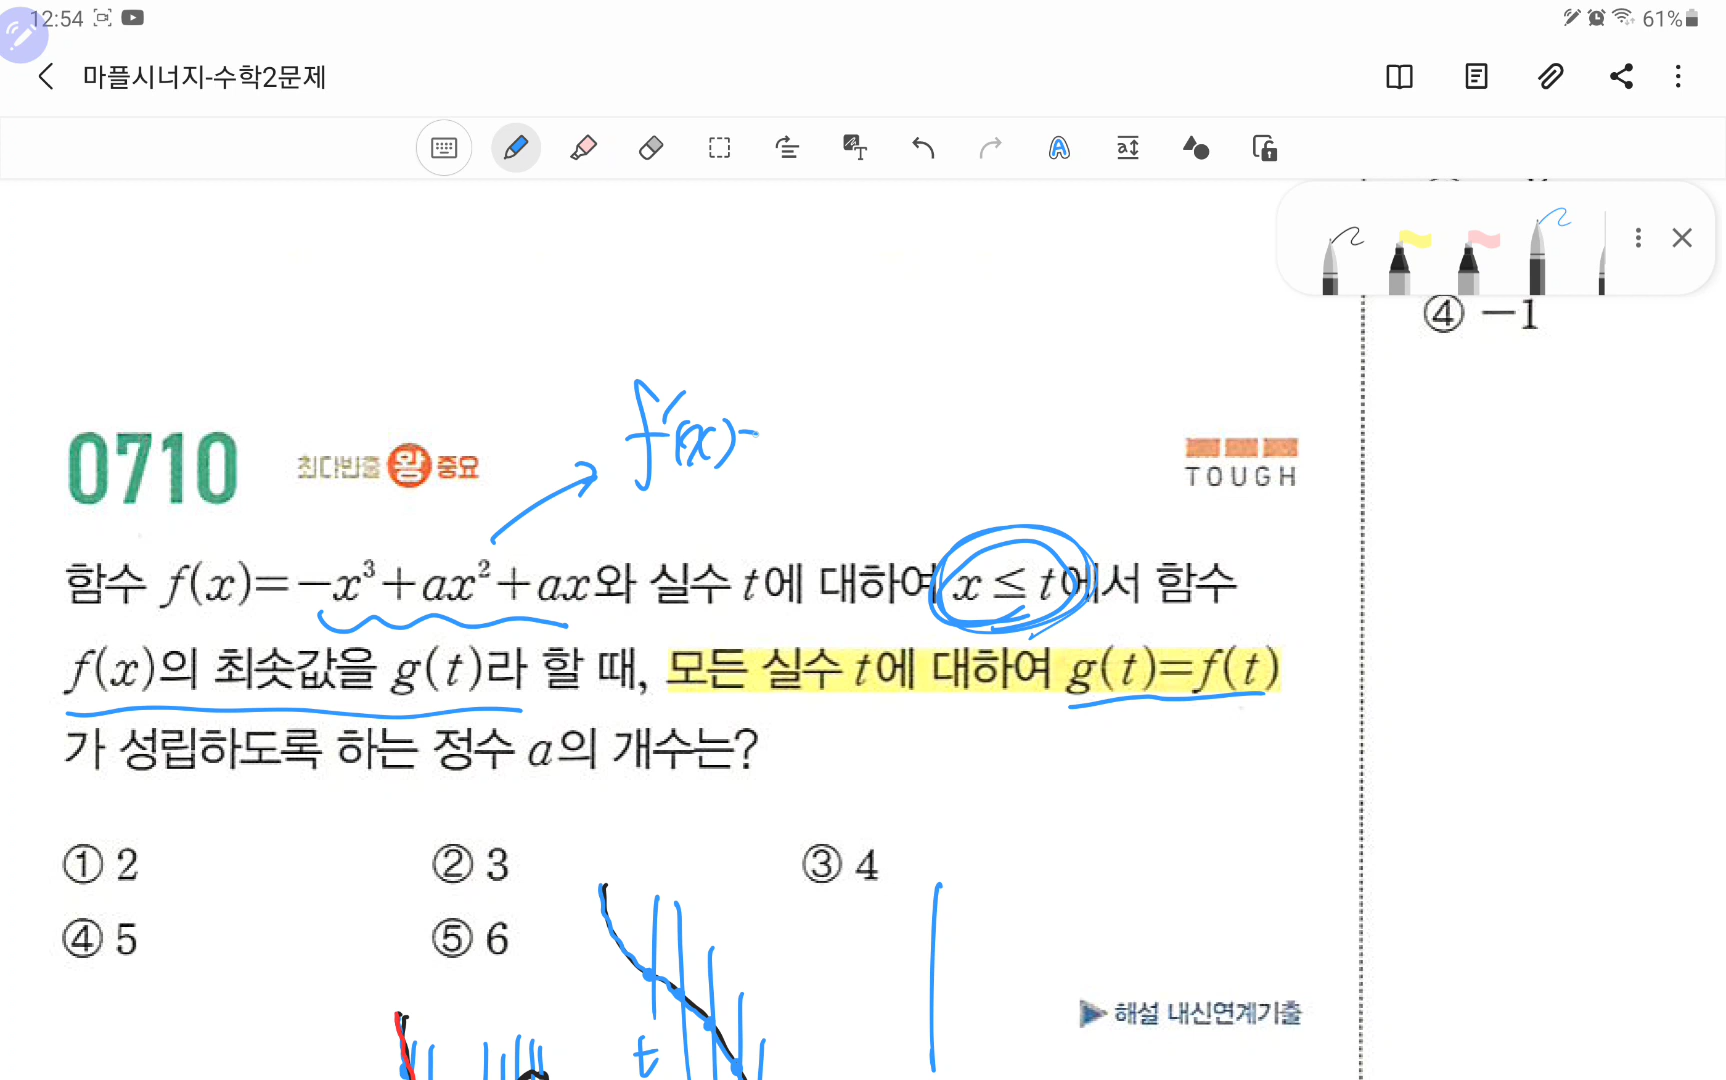 12:54
61%
마플시너지-수학2문제
④ −1
f'(x)=
0710 최다빈출 왕 중요
TOUGH
함수 f(x)=−x³+ax²+ax와 실수 t에 대하여 x≤t에서 함수
f(x)의 최솟값을 g(t)라 할 때, 모든 실수 t에 대하여 g(t)=f(t)
가 성립하도록 하는 정수 a의 개수는?
① 2 ② 3 ③ 4
④ 5 ⑤ 6
▶ 해설 내신연계기출
t